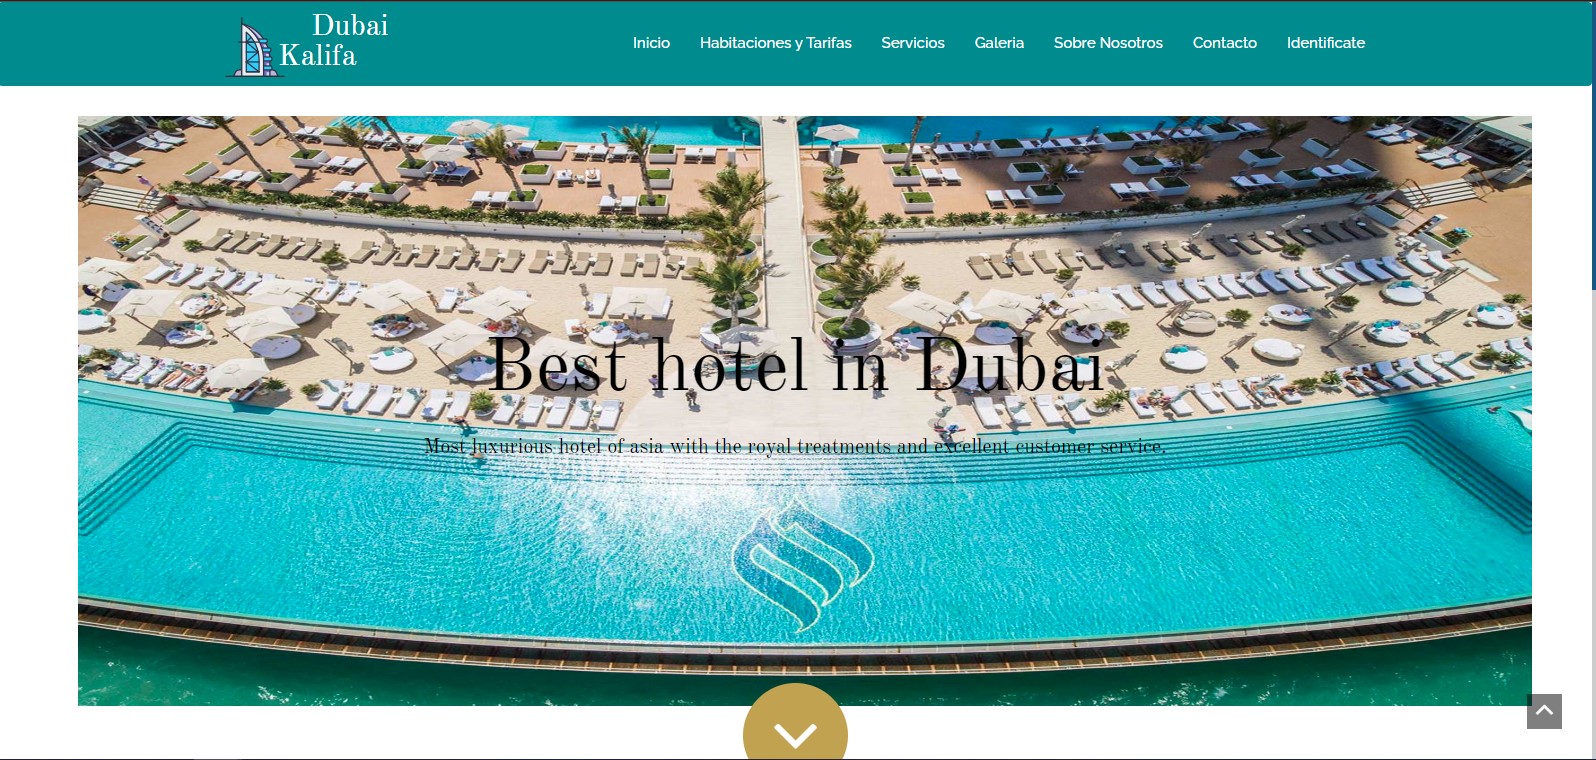 Dubai
Kalifa
Inicio Habitaciones y Tarifas Servicios Galeria Sobre Nosotros Contacto Identificate
Best hotel in Dubai
Most luxurious hotel of asia with the royal treatments and excellent customer service.